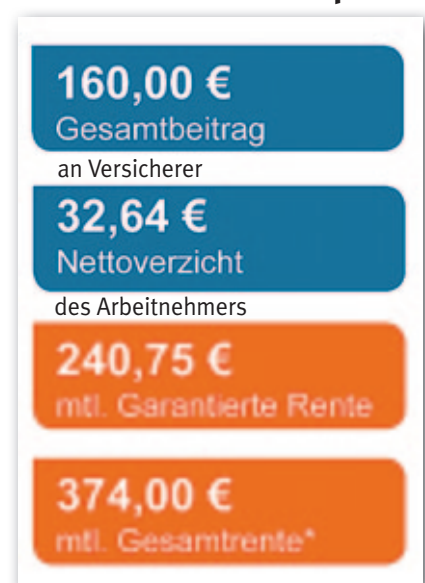 160,00 €
Gesamtbeitrag
an Versicherer
32,64 €
Nettoverzicht
des Arbeitnehmers
240,75 €
mtl. Garantierte Rente
374,00 €
mtl. Gesamtrente*